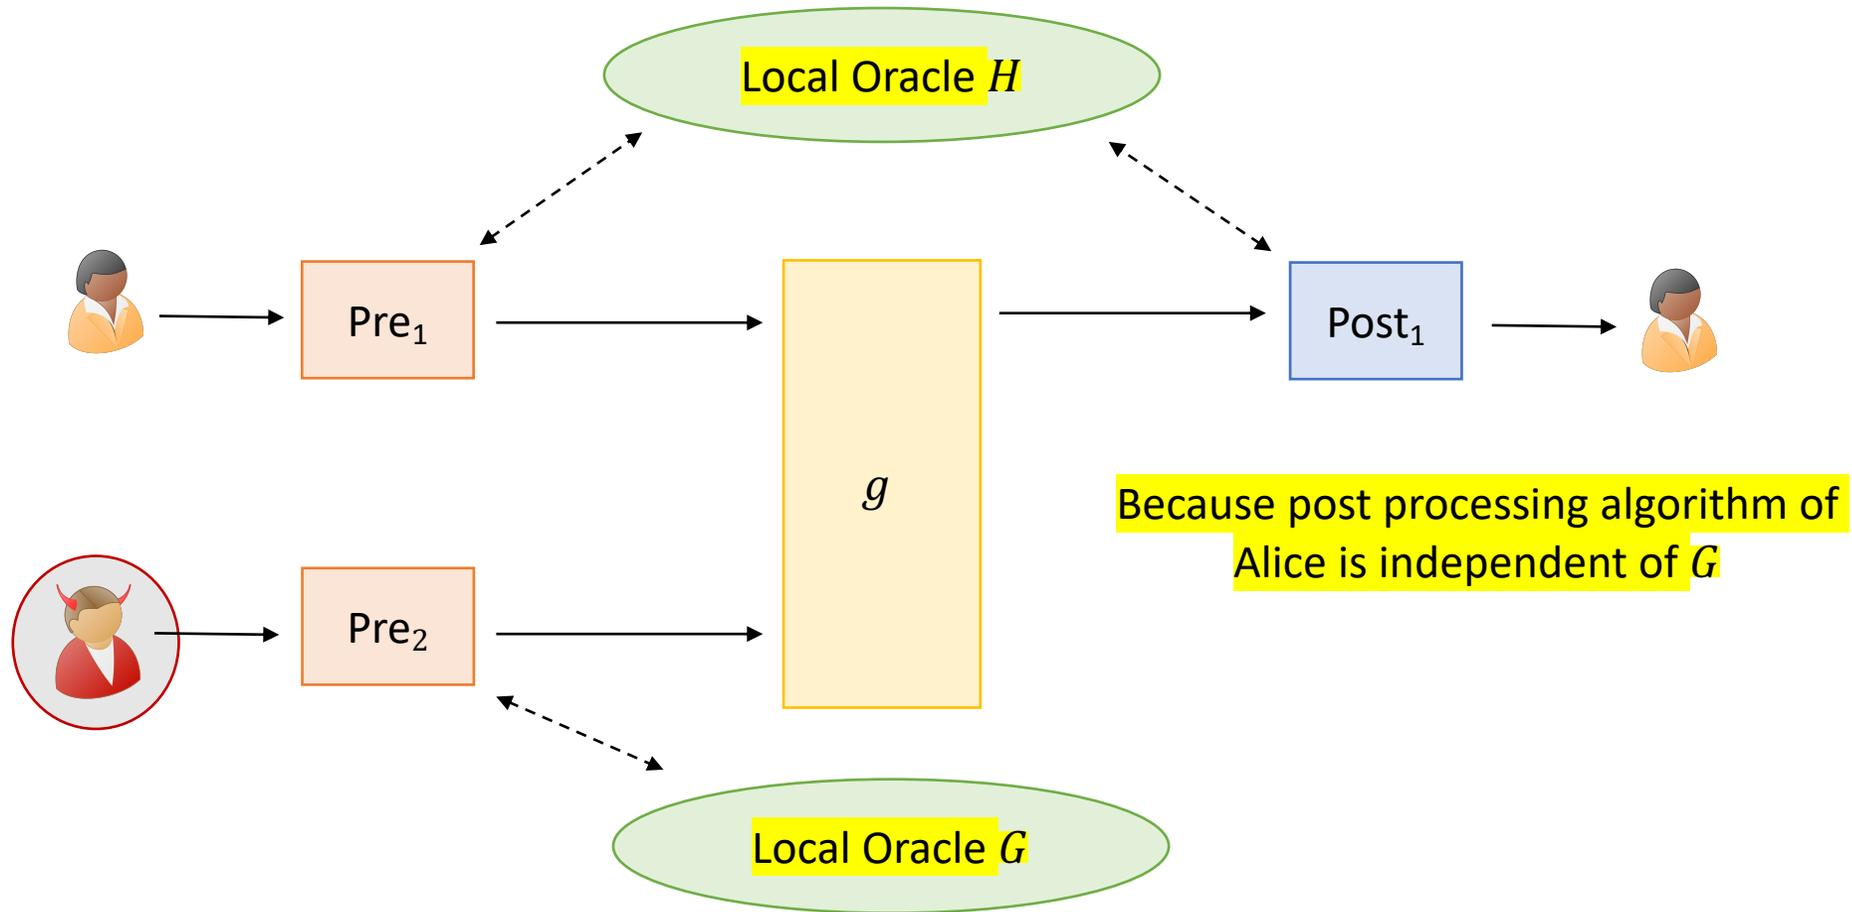 Local Oracle H
Pre₁
Post₁
g
Because post processing algorithm of
Alice is independent of G
Pre₂
Local Oracle G